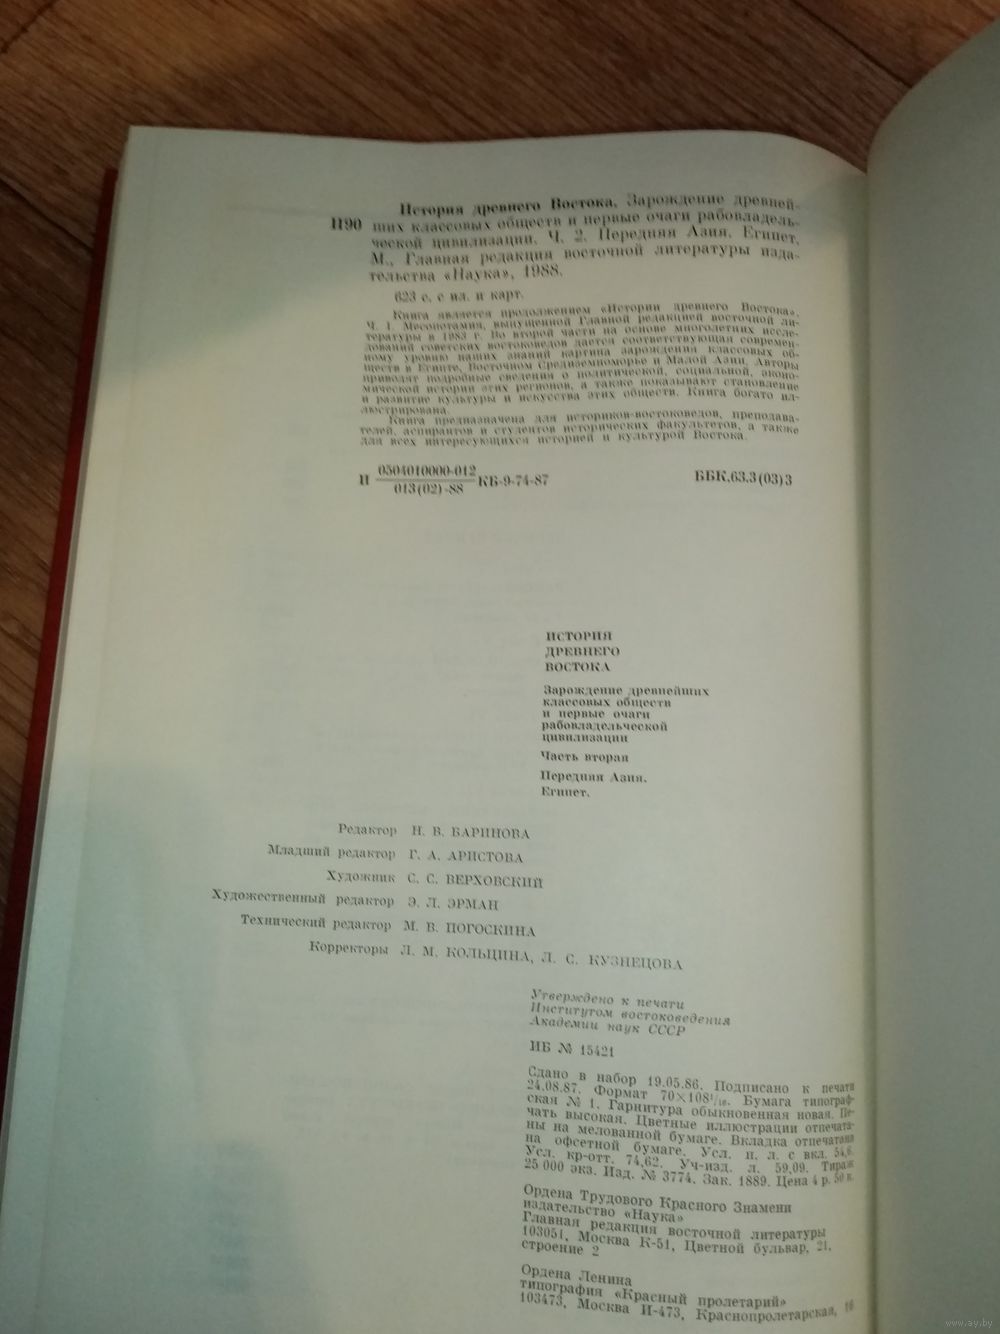 История древнего Востока. Зарождение древней-
И90 ших классовых обществ и первые очаги рабовладель-
ческой цивилизации. Ч. 2. Передняя Азия. Египет.
М., Главная редакция восточной литературы изда-
тельства «Наука», 1988.
623 с. с ил. и карт.
Книга является продолжением «Истории древнего Востока».
Ч. 1. Месопотамия, выпущенной Главной редакцией восточной ли-
тературы в 1983 г. Во второй части на основе многолетних иссле-
дований советских востоковедов дается соответствующая современ-
ному уровню наших знаний картина зарождения классовых об-
ществ в Египте, Восточном Средиземноморье и Малой Азии. Авторы
приводят подробные сведения о политической, социальной, эконо-
мической истории этих регионов, а также показывают становление
и развитие культуры и искусства этих обществ. Книга богато ил-
люстрирована.
Книга предназначена для историков-востоковедов, преподава-
телей, аспирантов и студентов исторических факультетов, а также
для всех интересующихся историей и культурой Востока.
И 0504010000-012
013(02)-88 КБ-9-74-87
ББК.63.3(03)3
ИСТОРИЯ
ДРЕВНЕГО
ВОСТОКА
Зарождение древнейших
классовых обществ
и первые очаги
рабовладельческой
цивилизации
Часть вторая
Передняя Азия.
Египет.
Редактор Н. В. БАРИНОВА
Младший редактор Г. А. АРИСТОВА
Художник С. С. ВЕРХОВСКИЙ
Художественный редактор Э. Л. ЭРМАН
Технический редактор М. В. ПОГОСКИНА
Корректоры Л. М. КОЛЬЦИНА, Л. С. КУЗНЕЦОВА
Утверждено к печати
Институтом востоковедения
Академии наук СССР
ИБ № 15421
Сдано в набор 19.05.86. Подписано к печати
24.08.87. Формат 70×108¹/₁₆. Бумага типограф-
ская № 1. Гарнитура обыкновенная новая. Пе-
чать высокая. Цветные иллюстрации отпечата-
ны на мелованной бумаге. Вкладка отпечатана
на офсетной бумаге. Усл. п. л. с вкл. 54,6.
Усл. кр-отт. 74,62. Уч-изд. л. 59,09. Тираж
25 000 экз. Изд. № 3774. Зак. 1889. Цена 4 р. 50 к.
Ордена Трудового Красного Знамени
издательство «Наука»
Главная редакция восточной литературы
103051, Москва К-51, Цветной бульвар, 21,
строение 2
Ордена Ленина
типография «Красный пролетарий»
103473, Москва И-473, Краснопролетарская, 16
www.ay.by